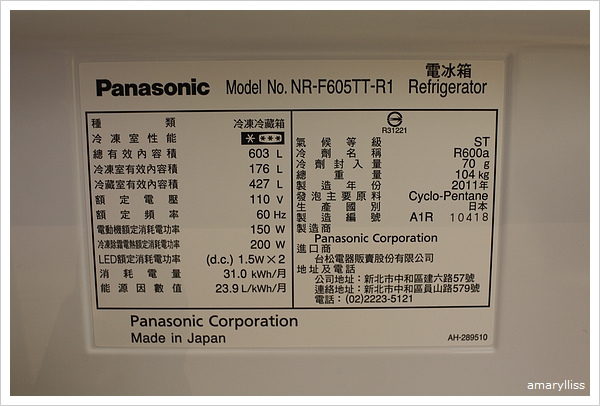 Panasonic Model No. NR-F605TT-R1 電冰箱 Refrigerator
種類 冷凍冷藏箱
冷凍室性能 * ***
總有效內容積 603 L
冷凍室有效內容積 176 L
冷藏室有效內容積 427 L
額定電壓 110 V
額定頻率 60 Hz
電動機額定消耗電功率 150 W
冷凍除霜電熱額定消耗電功率 200 W
LED額定消耗電功率 (d.c.) 1.5W×2
消耗電量 31.0 kWh/月
能源因數值 23.9 L/kWh/月
R31221
氣候等級 ST
冷劑名稱 R600a
冷劑封入量 70 g
總重量 104 kg
製造年份 2011年
發泡主要原料 Cyclo-Pentane
生產國別 日本
製造編號 A1R 10418
製造商
Panasonic Corporation
進口商
台松電器販賣股份有限公司
地址及電話
公司地址：新北市中和區建六路57號
連絡地址：新北市中和區員山路579號
電話：(02)2223-5121
Panasonic Corporation
Made in Japan
AH-289510
amarylliss